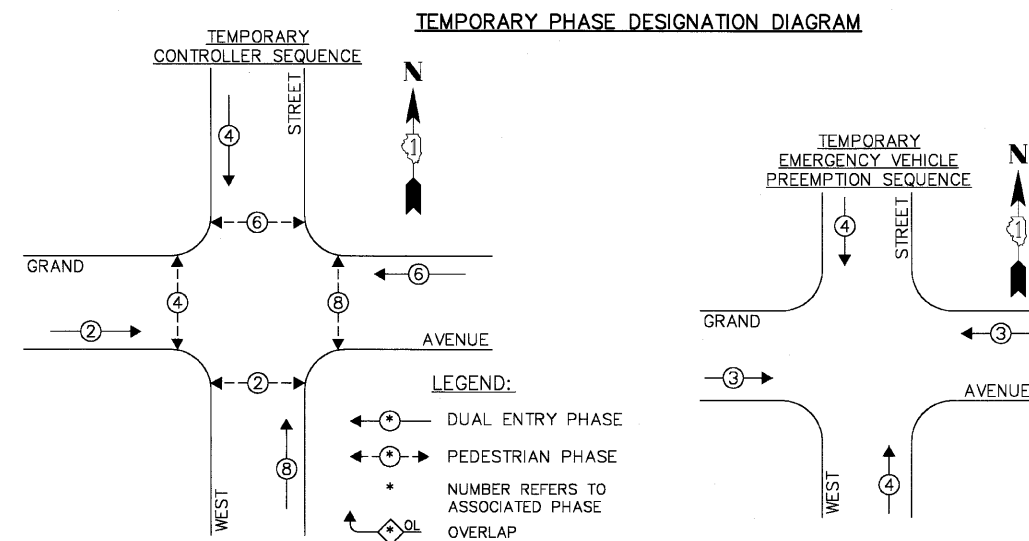 TEMPORARY PHASE DESIGNATION DIAGRAM
TEMPORARY
CONTROLLER SEQUENCE
N
1
STREET
4
6
GRAND
6
4
8
2
AVENUE
2
8
WEST
LEGEND:
* DUAL ENTRY PHASE
* PEDESTRIAN PHASE
* NUMBER REFERS TO
ASSOCIATED PHASE
* OL OVERLAP
TEMPORARY
EMERGENCY VEHICLE
PREEMPTION SEQUENCE
N
1
STREET
4
GRAND
3
3
AVENUE
4
WEST